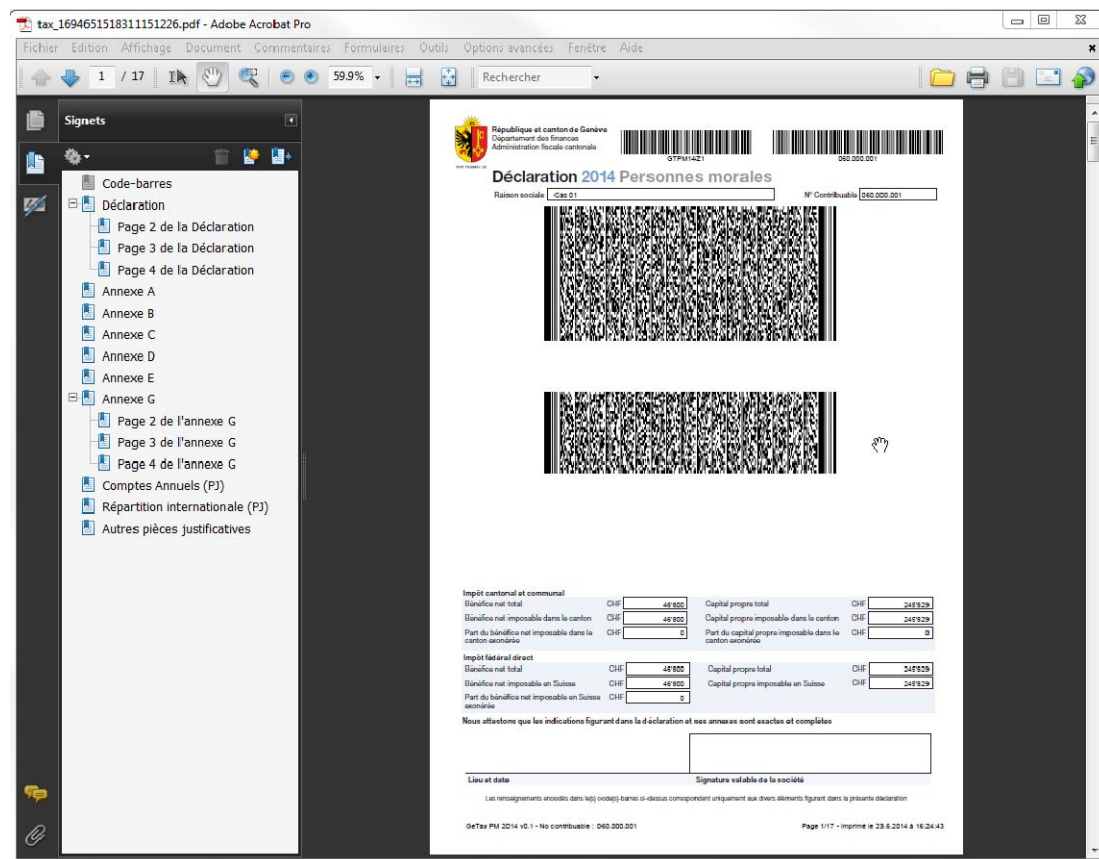 tax_1694651518311151226.pdf - Adobe Acrobat Pro
Fichier Edition Affichage Document Commentaires Formulaires Outils Options avancées Fenêtre Aide
1 / 17 59.9% Rechercher
Signets
Code-barres
Déclaration
Page 2 de la Déclaration
Page 3 de la Déclaration
Page 4 de la Déclaration
Annexe A
Annexe B
Annexe C
Annexe D
Annexe E
Annexe G
Page 2 de l'annexe G
Page 3 de l'annexe G
Page 4 de l'annexe G
Comptes Annuels (PJ)
Répartition internationale (PJ)
Autres pièces justificatives
République et canton de Genève
Département des finances
Administration fiscale cantonale
GTPM14Z1 060.000.001
Déclaration 2014 Personnes morales
Raison sociale Cas 01 N° Contribuable 060.000.001
Impôt cantonal et communal
Bénéfice net total CHF 46'800 Capital propre total CHF 245'829
Bénéfice net imposable dans le canton CHF 46'800 Capital propre imposable dans le canton CHF 245'829
Part du bénéfice net imposable dans le canton exonérée CHF 0 Part du capital propre imposable dans le canton exonérée CHF 0
Impôt fédéral direct
Bénéfice net total CHF 46'800 Capital propre total CHF 245'829
Bénéfice net imposable en Suisse CHF 46'800 Capital propre imposable en Suisse CHF 245'829
Part du bénéfice net imposable en Suisse exonérée CHF 0
Nous attestons que les indications figurant dans la déclaration et ses annexes sont exactes et complètes
Lieu et date Signature valable de la société
Les renseignements encodés dans le(s) code(s)-barres ci-dessus correspondent uniquement aux divers éléments figurant dans la présente déclaration
GeTax PM 2014 v0.1 - No contribuable : 060.000.001 Page 1/17 - Imprimé le 23.6.2014 à 16:24:43